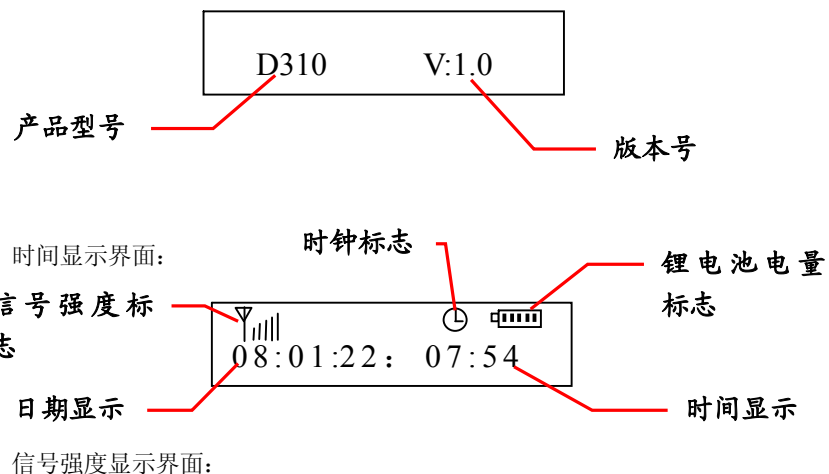 D310 V:1.0
产品型号
版本号
时钟标志
时间显示界面：
锂电池电量
标志
信号强度标
志
08:01:22： 07:54
日期显示
时间显示
信号强度显示界面：